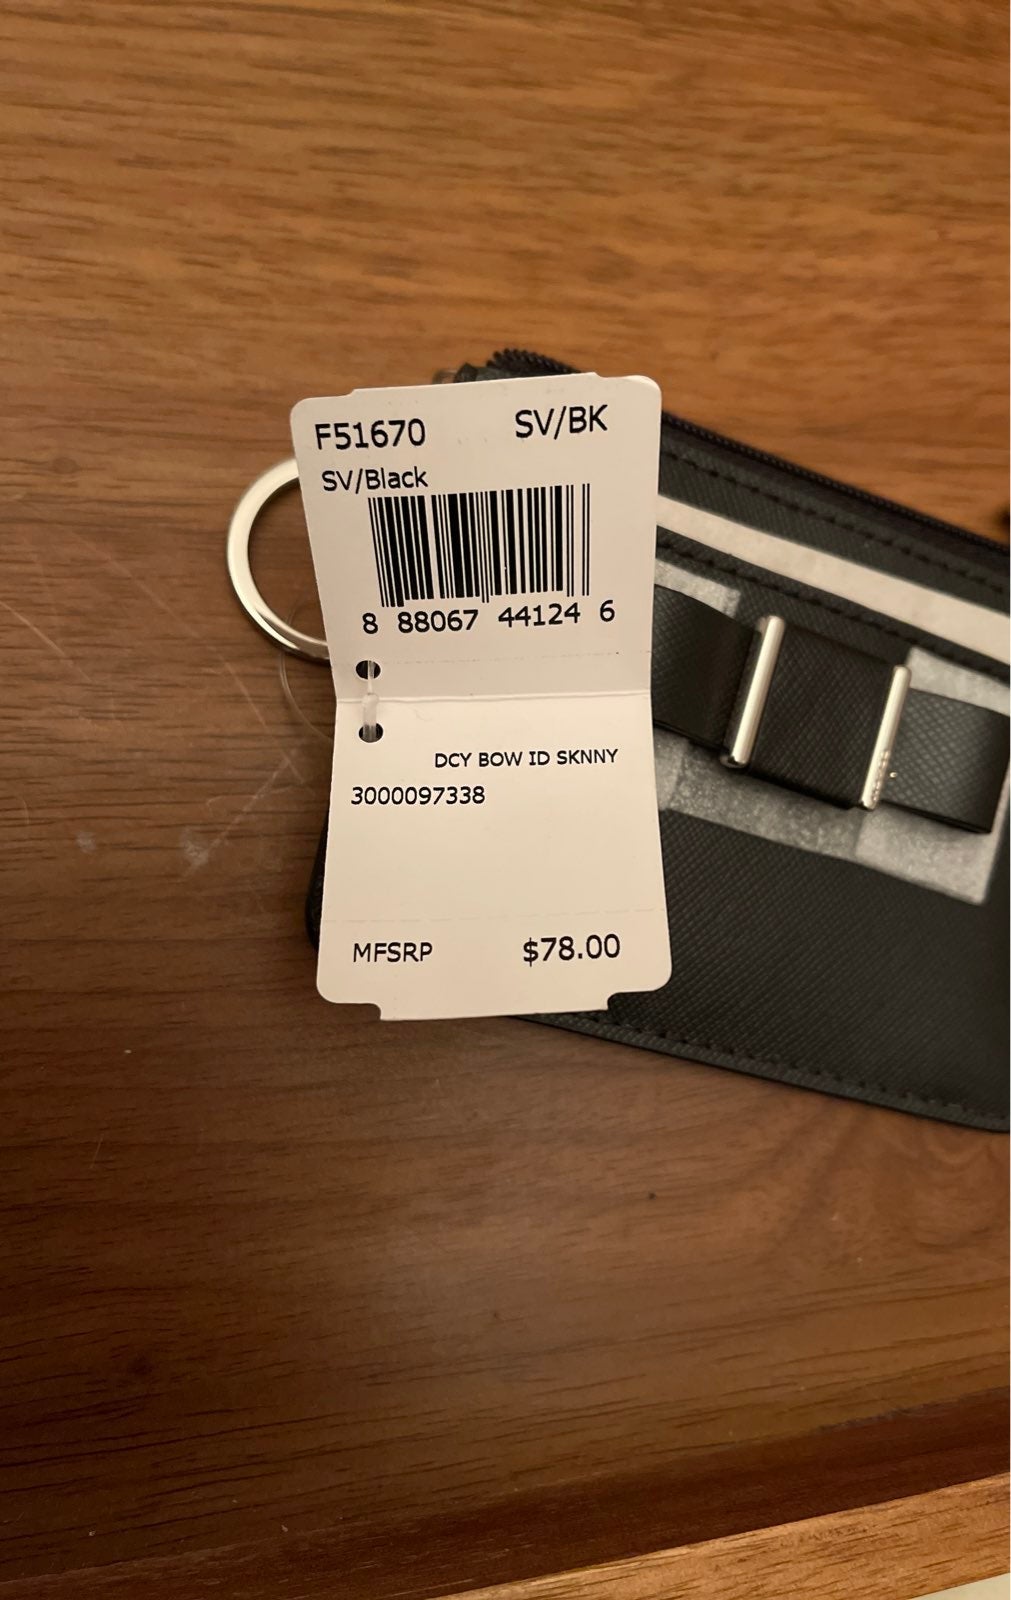 F51670 SV/BK
SV/Black
8 88067 44124 6
DCY BOW ID SKNNY
3000097338
MFSRP $78.00